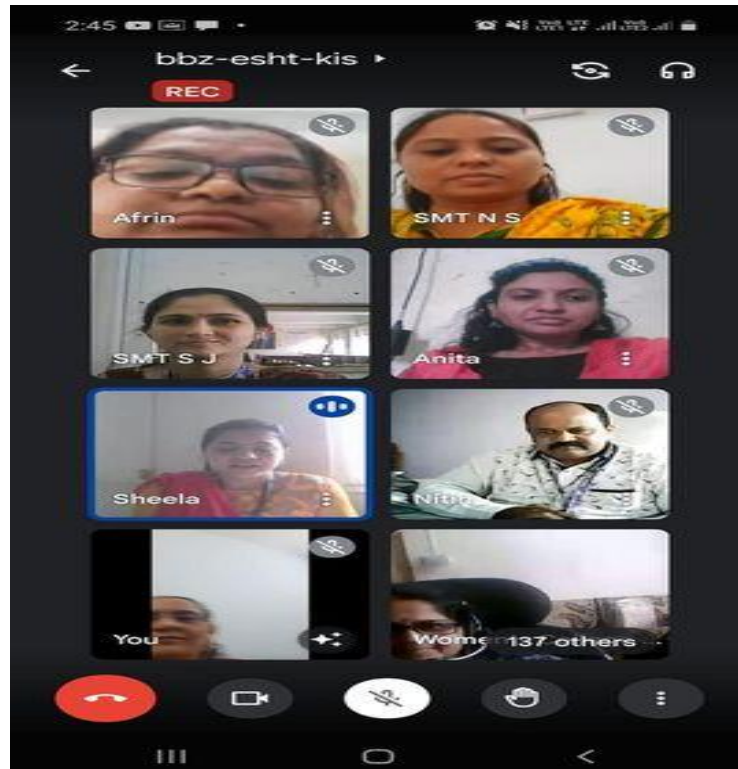 2:45
bbz-esht-kis
REC
Afrin
SMT N S
SMT S J
Anita
Sheela
You
137 others